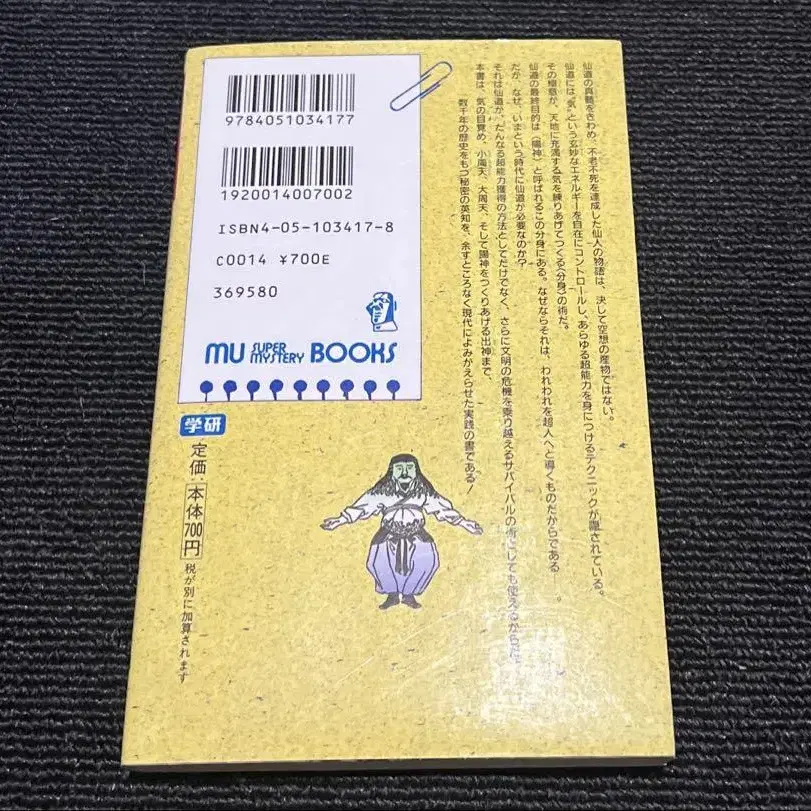 9784051034177
1920014007002
ISBN4-05-103417-8
C0014 ¥700E
369580
MU SUPER MYSTERY BOOKS
学研
定価:本体700円
税が別に加算されます
仙道の真髄をきわめ、不老不死を達成した仙人の物語は、決して空想の産物ではない。
仙道には“気”という玄妙なエネルギーを自在にコントロールし、あらゆる超能力を身につけるテクニックが隠されている。
その極意が、天地に充満する気を練りあげてつくる〈分身〉の術だ。
仙道の最終目的は〈陽神〉と呼ばれるこの分身にある。なぜならそれは、われわれを超人へと導くものだからである——。
だが、なぜ、いまという時代に仙道が必要なのか?
それは仙道が、たんなる超能力獲得の方法としてだけでなく、さらに文明の危機を乗り越えるサバイバルの術としても使えるからだ。
本書は、気の目覚め、小周天、大周天、そして陽神をつくりあげる出神まで、
数千年の歴史をもつ秘密の英知を、余すところなく現代によみがえらせた実践の書である!